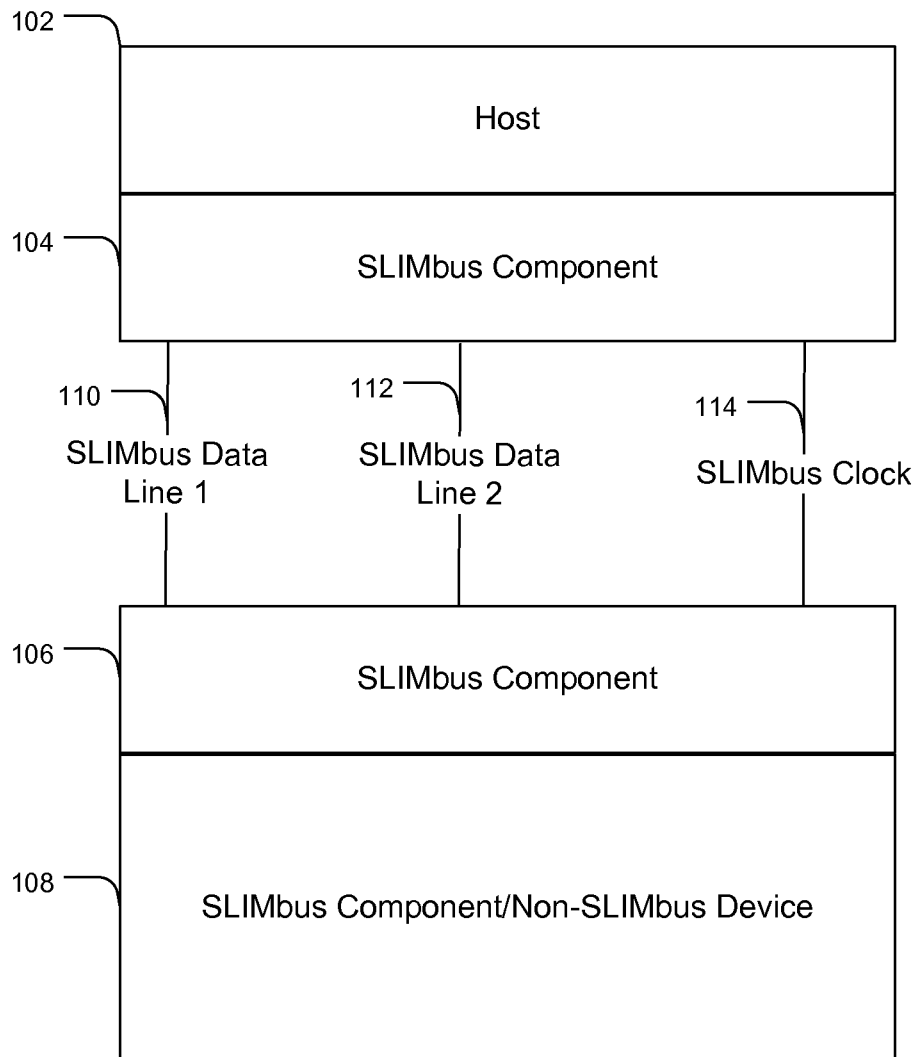 102
Host
104
SLIMbus Component
110
112
114
SLIMbus Data
Line 1
SLIMbus Data
Line 2
SLIMbus Clock
106
SLIMbus Component
108
SLIMbus Component/Non-SLIMbus Device